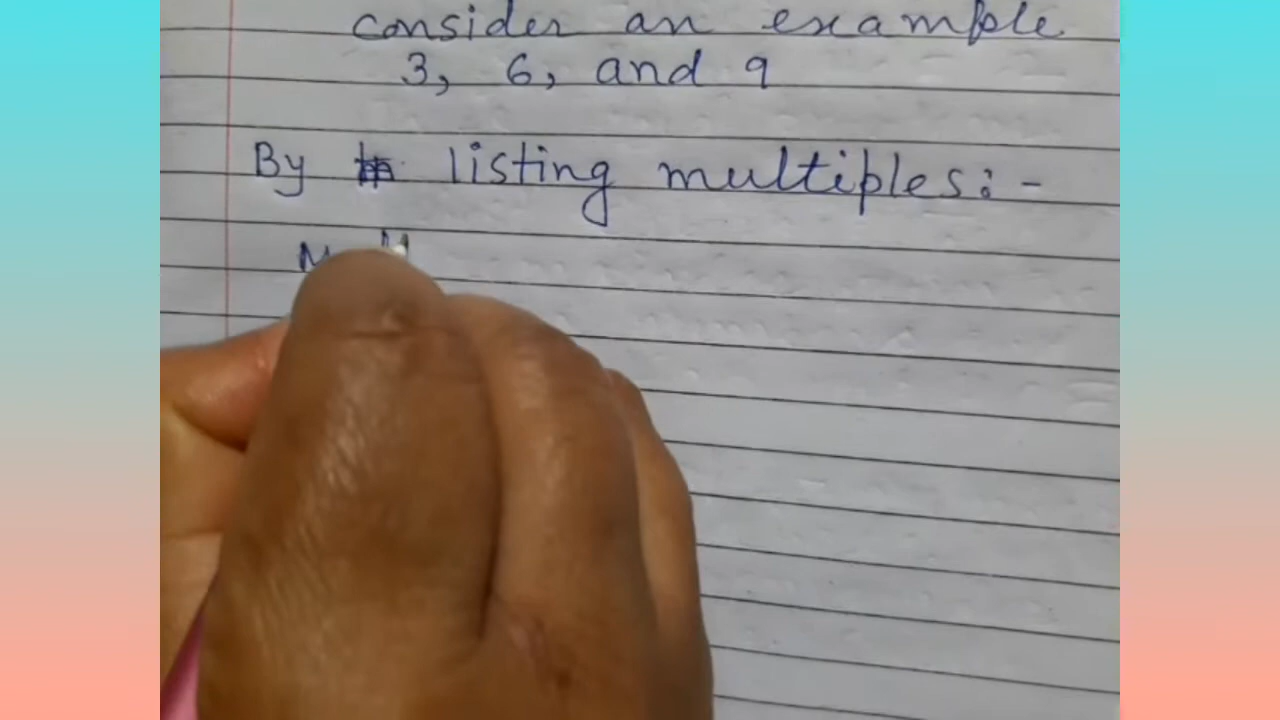 consider an example
3, 6, and 9
By listing multiples:-